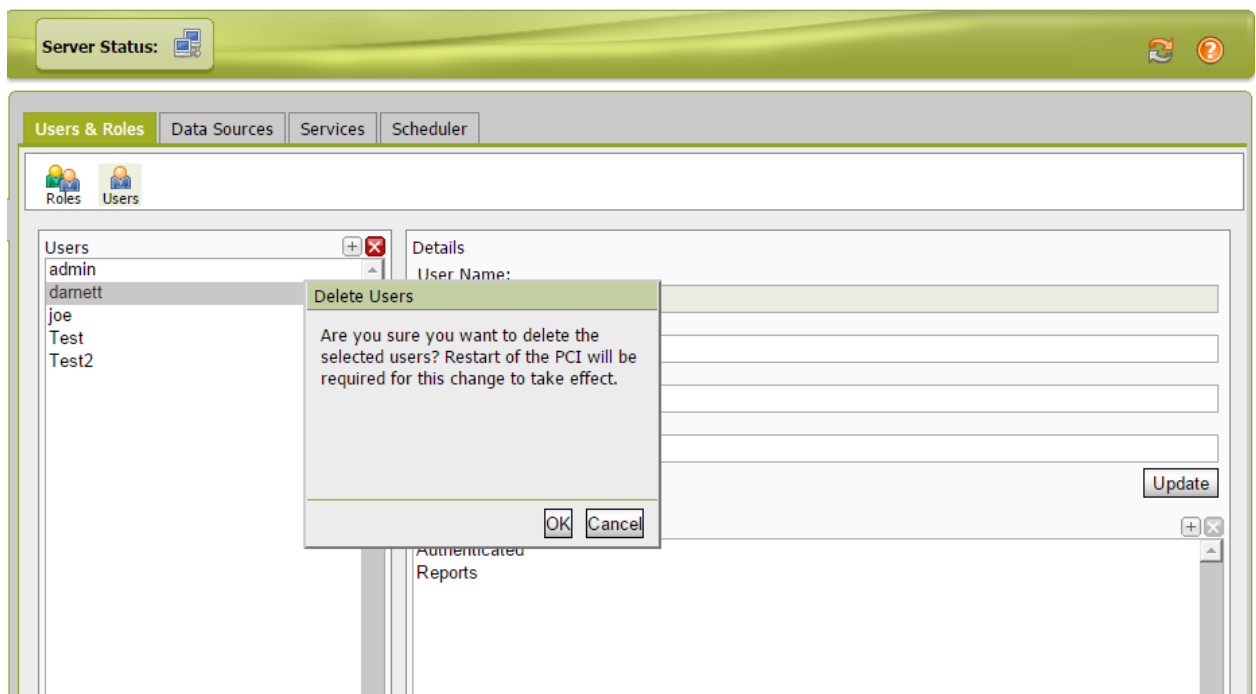 Server Status:
Users & Roles
Data Sources
Services
Scheduler
Roles
Users
Users
admin
darnett
joe
Test
Test2
Details
User Name:
Delete Users
Are you sure you want to delete the
selected users? Restart of the PCI will be
required for this change to take effect.
OK
Cancel
Update
Authenticated
Reports